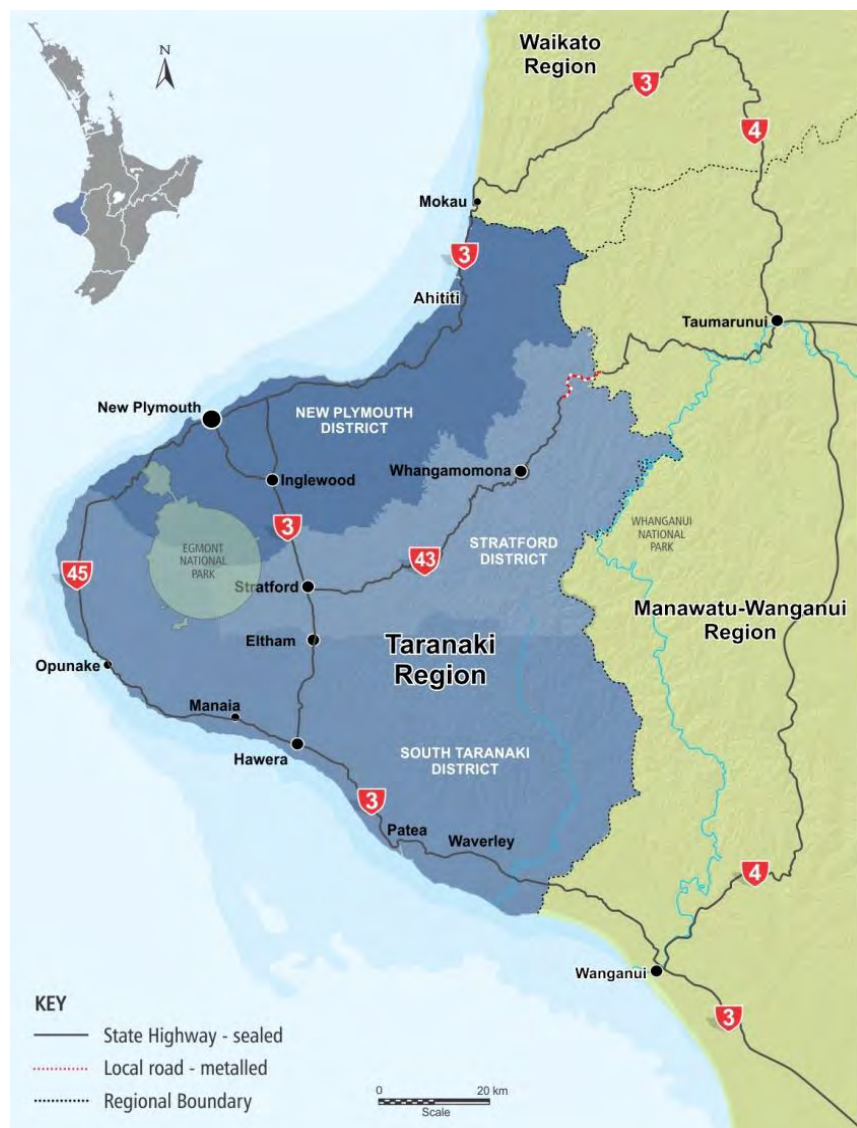 N
Waikato
Region
3
4
Mokau
3
Ahititi
Taumarunui
New Plymouth
NEW PLYMOUTH
DISTRICT
Whangamomona
Inglewood
3
WHANGANUI
NATIONAL
PARK
STRATFORD
DISTRICT
EGMONT
NATIONAL
PARK
43
45
Stratford
Manawatu-Wanganui
Region
Eltham
Taranaki
Region
Opunake
Manaia
Hawera
SOUTH TARANAKI
DISTRICT
3
Patea
Waverley
4
Wanganui
3
KEY
State Highway - sealed
Local road - metalled
Regional Boundary
0 20 km
Scale